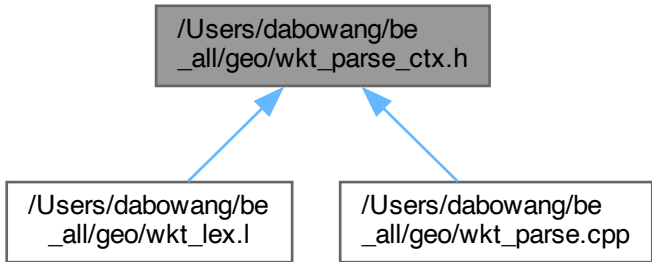 /Users/dabowang/be
_all/geo/wkt_parse_ctx.h
/Users/dabowang/be
_all/geo/wkt_lex.l
/Users/dabowang/be
_all/geo/wkt_parse.cpp